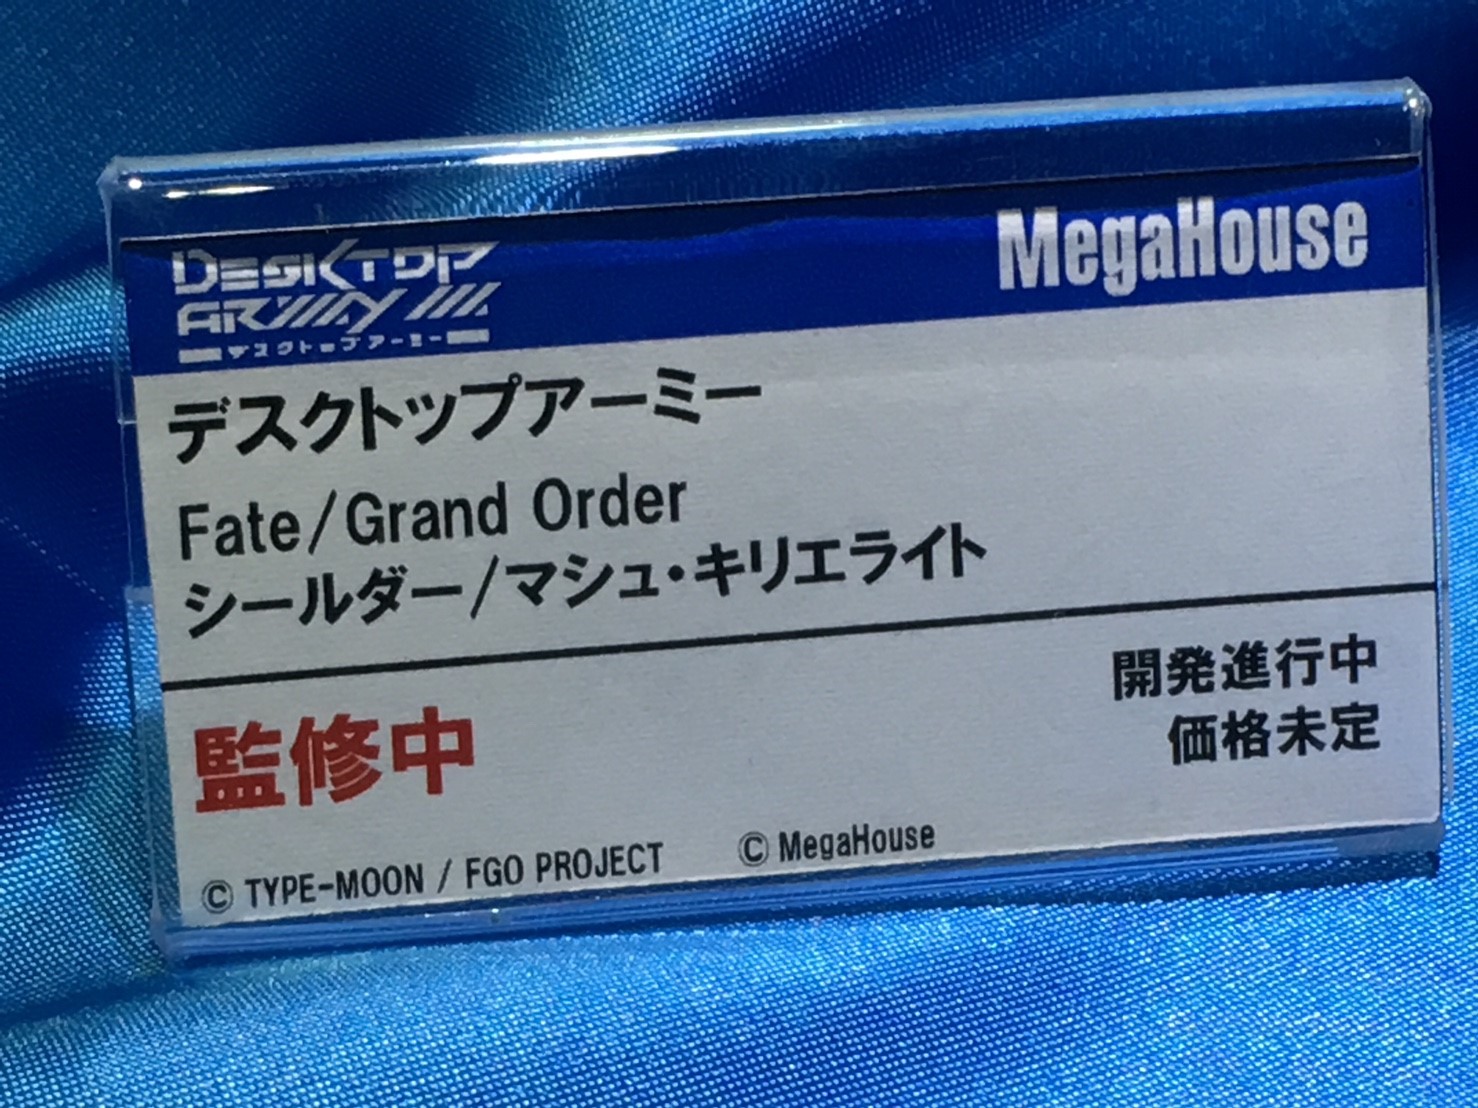 DESKTOP
ARMY
デスクトップアーミー
MegaHouse
デスクトップアーミー
Fate/Grand Order
シールダー/マシュ・キリエライト
監修中
開発進行中
価格未定
© TYPE-MOON / FGO PROJECT © MegaHouse